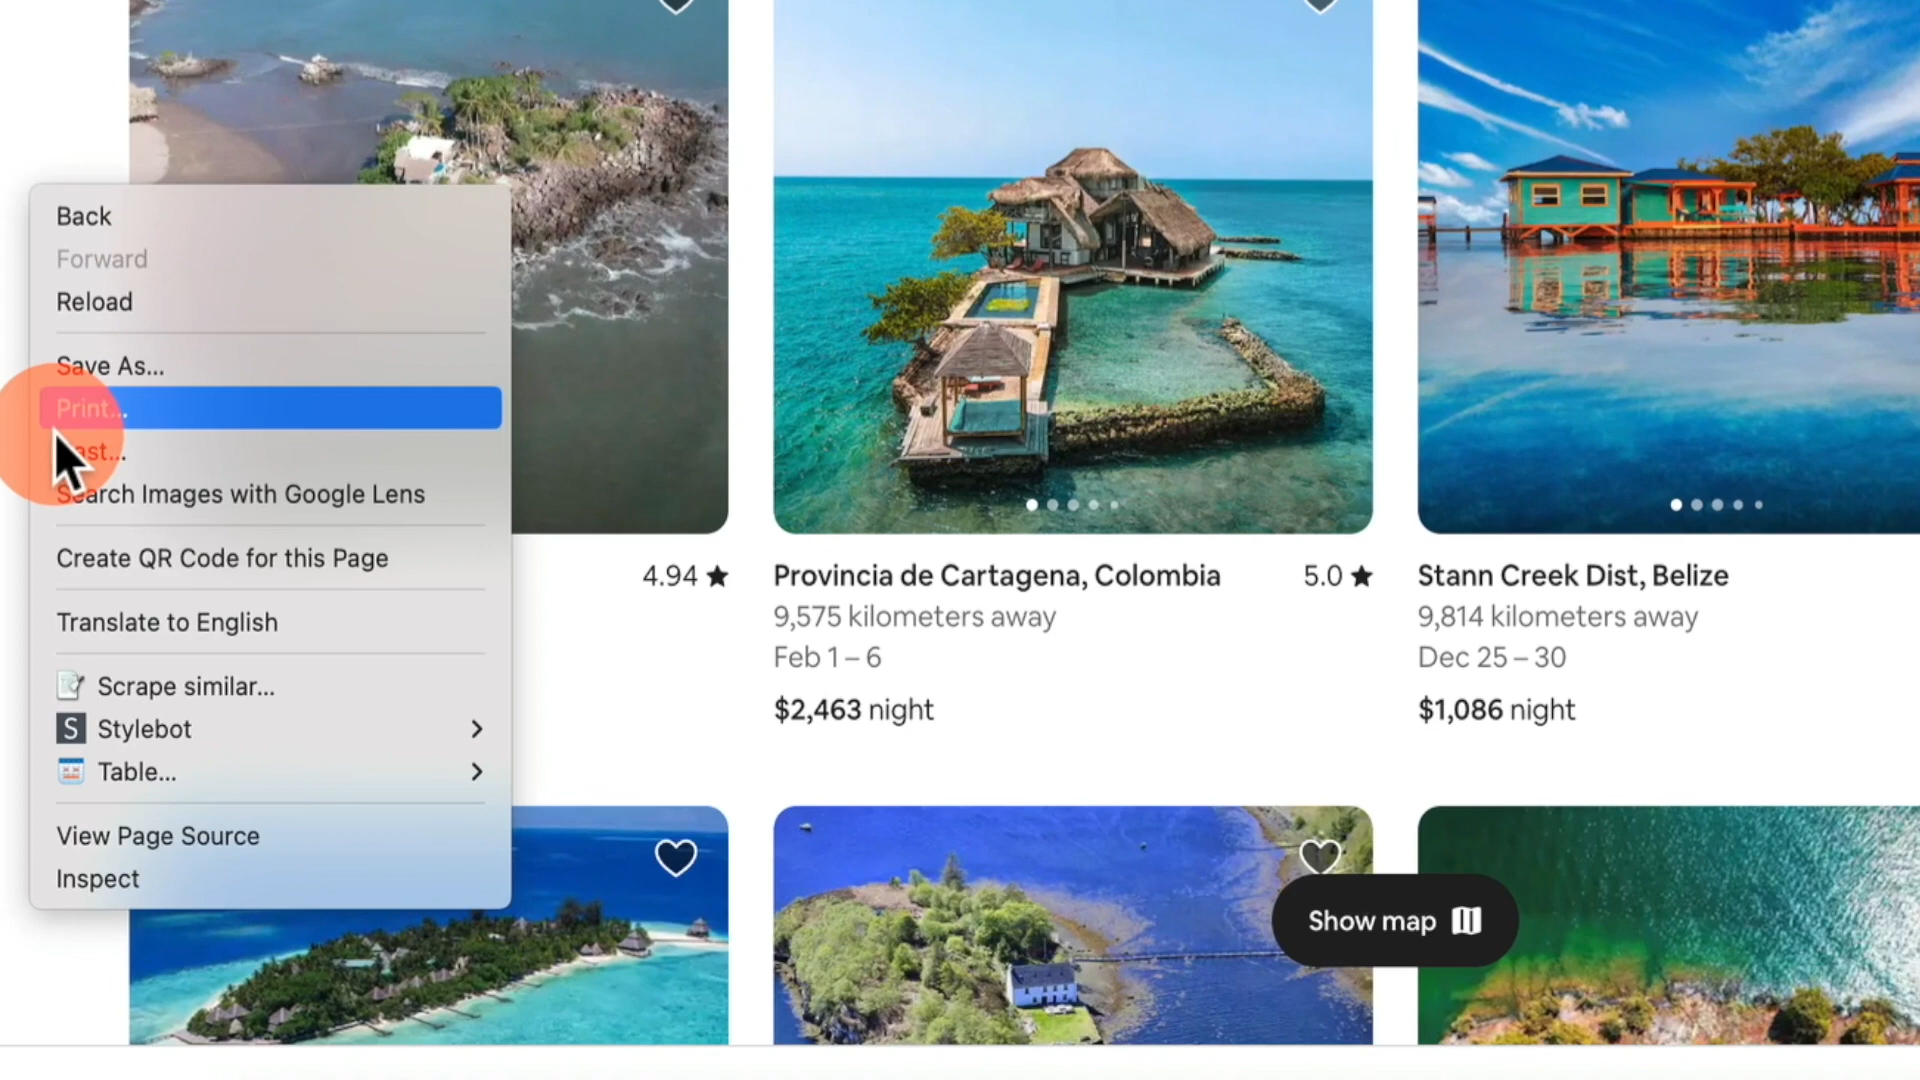 Back
Forward
Reload
Save As...
Print...
Cast...
Search Images with Google Lens
Create QR Code for this Page
Translate to English
Scrape similar...
S Stylebot
Table...
View Page Source
Inspect
4.94
Provincia de Cartagena, Colombia 5.0
9,575 kilometers away
Feb 1 – 6
$2,463 night
Stann Creek Dist, Belize
9,814 kilometers away
Dec 25 – 30
$1,086 night
Show map